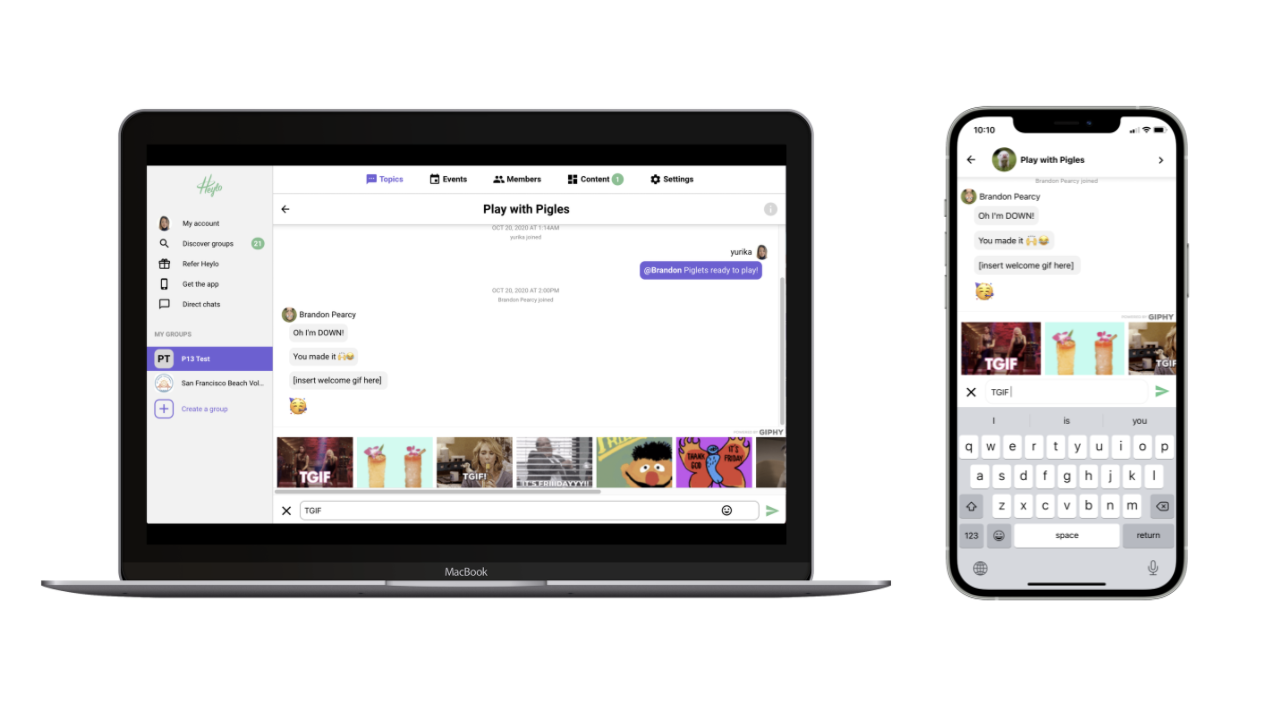 Heylo
My account
Discover groups 21
Refer Heylo
Get the app
Direct chats
MY GROUPS
PT P13 Test
San Francisco Beach Vol...
Create a group
Topics Events Members Content 1 Settings
Play with Pigles
OCT 20, 2020 AT 1:14AM
yurika joined
yurika
@Brandon Piglets ready to play!
OCT 20, 2020 AT 2:00PM
Brandon Pearcy joined
Brandon Pearcy
Oh I'm DOWN!
You made it 🙌😂
[insert welcome gif here]
🥳
POWERED BY GIPHY
TGIF
TGIF!
IT'S FRIIIDAYYY!!
THANK GOD IT'S FRIDAY
TGIF
MacBook
10:10
Play with Pigles
Brandon Pearcy joined
Brandon Pearcy
Oh I'm DOWN!
You made it 🙌😂
[insert welcome gif here]
🥳
POWERED BY GIPHY
TGIF
TGIF
TGIF
I is you
q w e r t y u i o p
a s d f g h j k l
z x c v b n m
123 space return